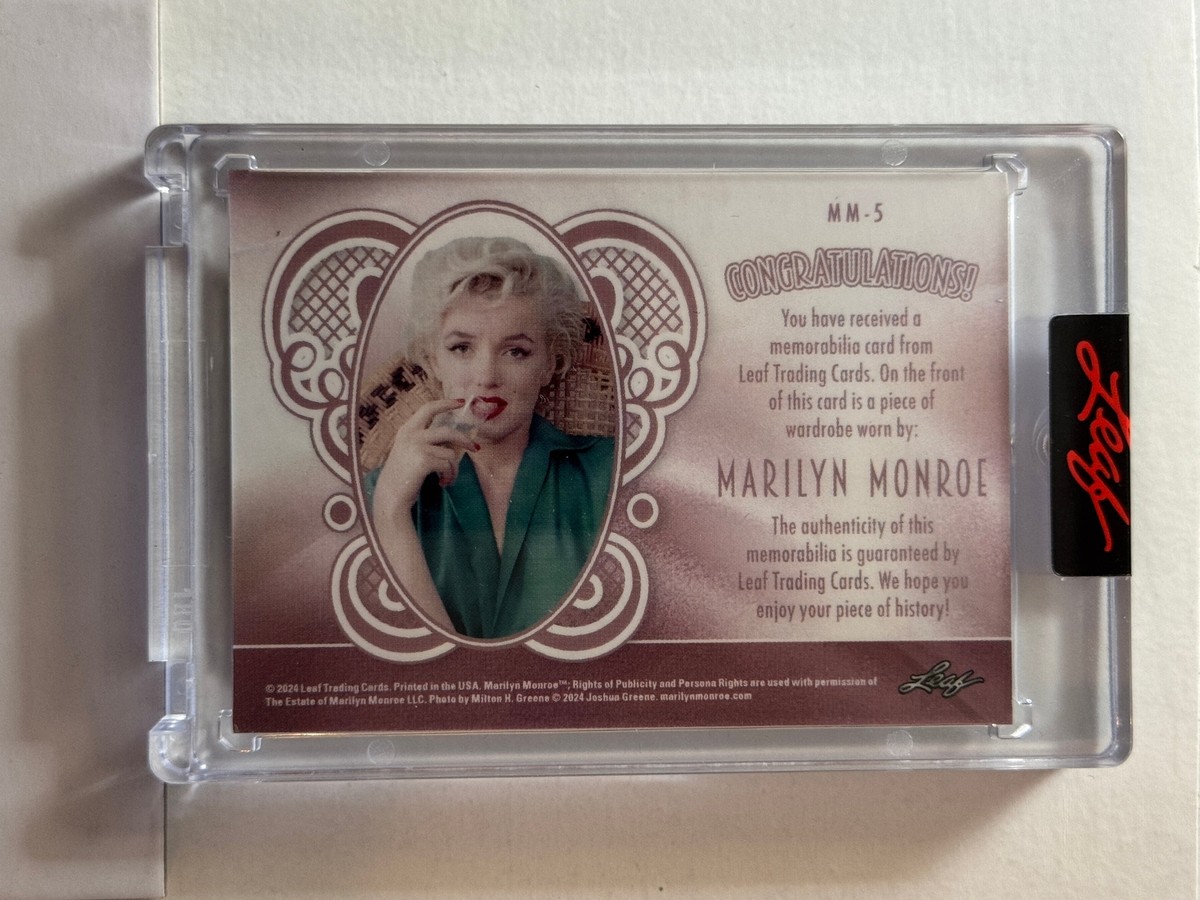 MM-5
CONGRATULATIONS!
You have received a
memorabilia card from
Leaf Trading Cards. On the front
of this card is a piece of
wardrobe worn by:
MARILYN MONROE
The authenticity of this
memorabilia is guaranteed by
Leaf Trading Cards. We hope you
enjoy your piece of history!
© 2024 Leaf Trading Cards. Printed in the USA. Marilyn Monroe™; Rights of Publicity and Persona Rights are used with permission of
The Estate of Marilyn Monroe LLC. Photo by Milton H. Greene © 2024 Joshua Greene. marilynmonroe.com
Leaf
Leaf